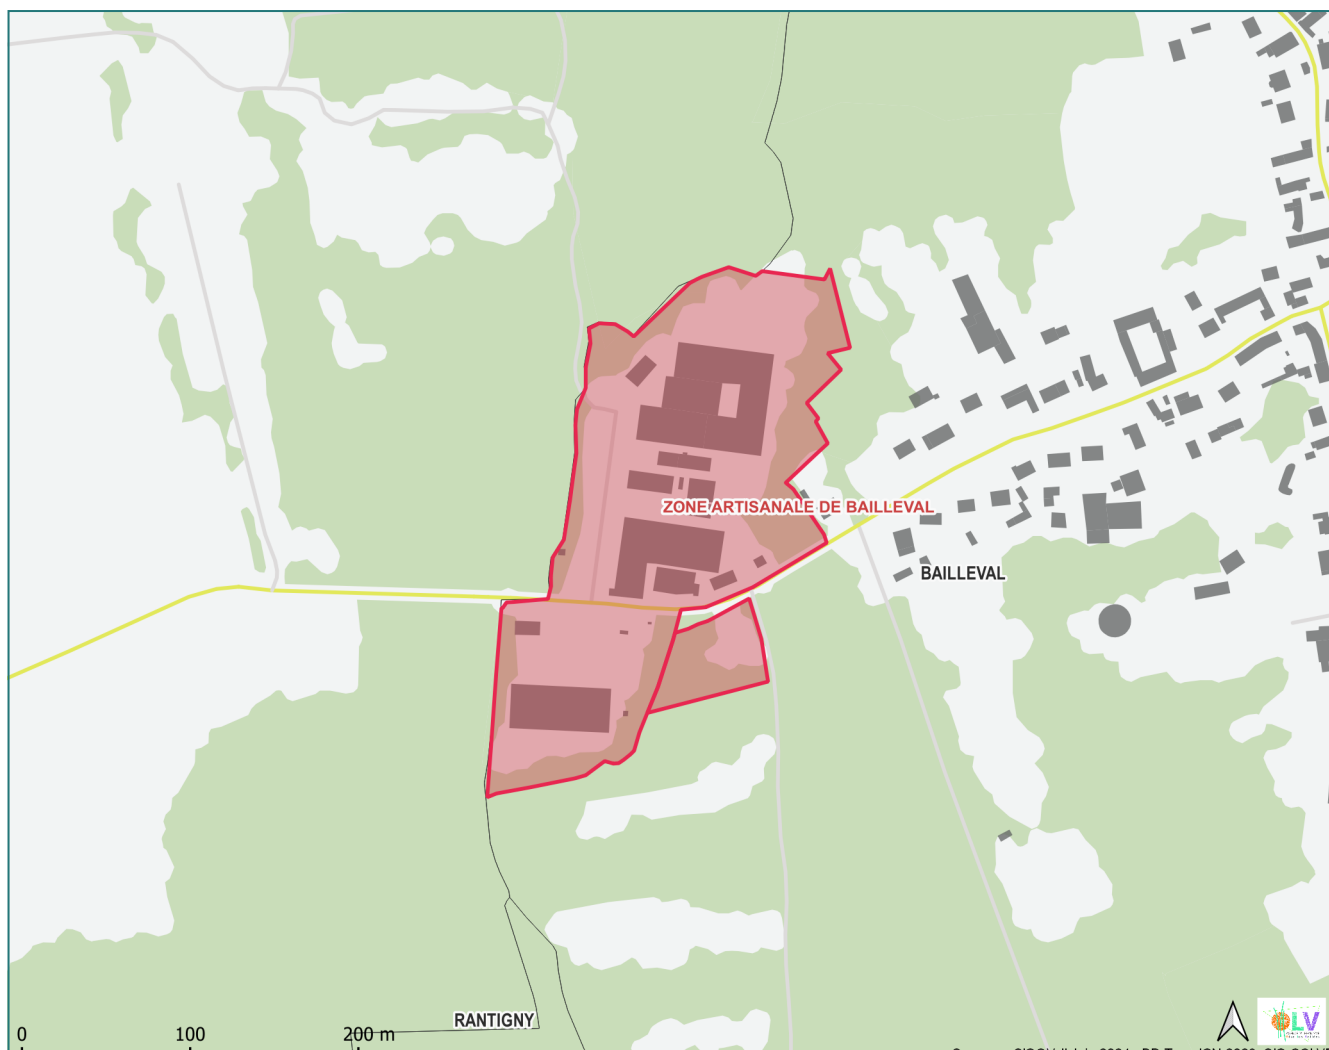 ZONE ARTISANALE DE BAILLEVAL
BAILLEVAL
RANTIGNY
0 100 200 m
LV